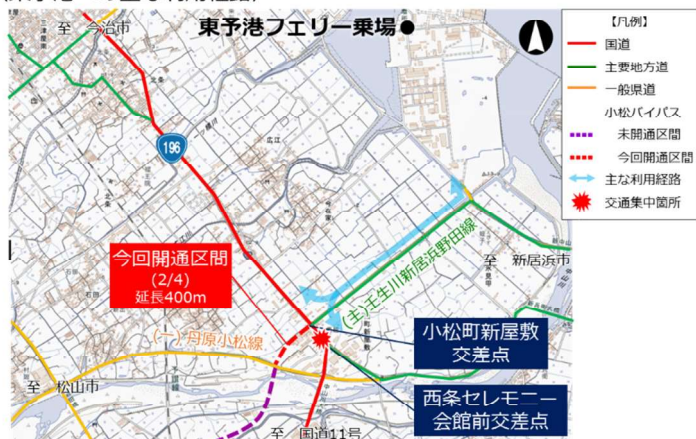 至 今治市
東予港フェリー乗場●
【凡例】
国道
主要地方道
一般県道
小松バイパス
未開通区間
今回開通区間
主な利用経路
交通集中箇所
196
今回開通区間
(2/4)
延長400m
(主)壬生川新居浜野田線
至 新居浜市
(一)丹原小松線
小松町新屋敷
交差点
至 松山市
西条セレモニー
会館前交差点
至 国道11号